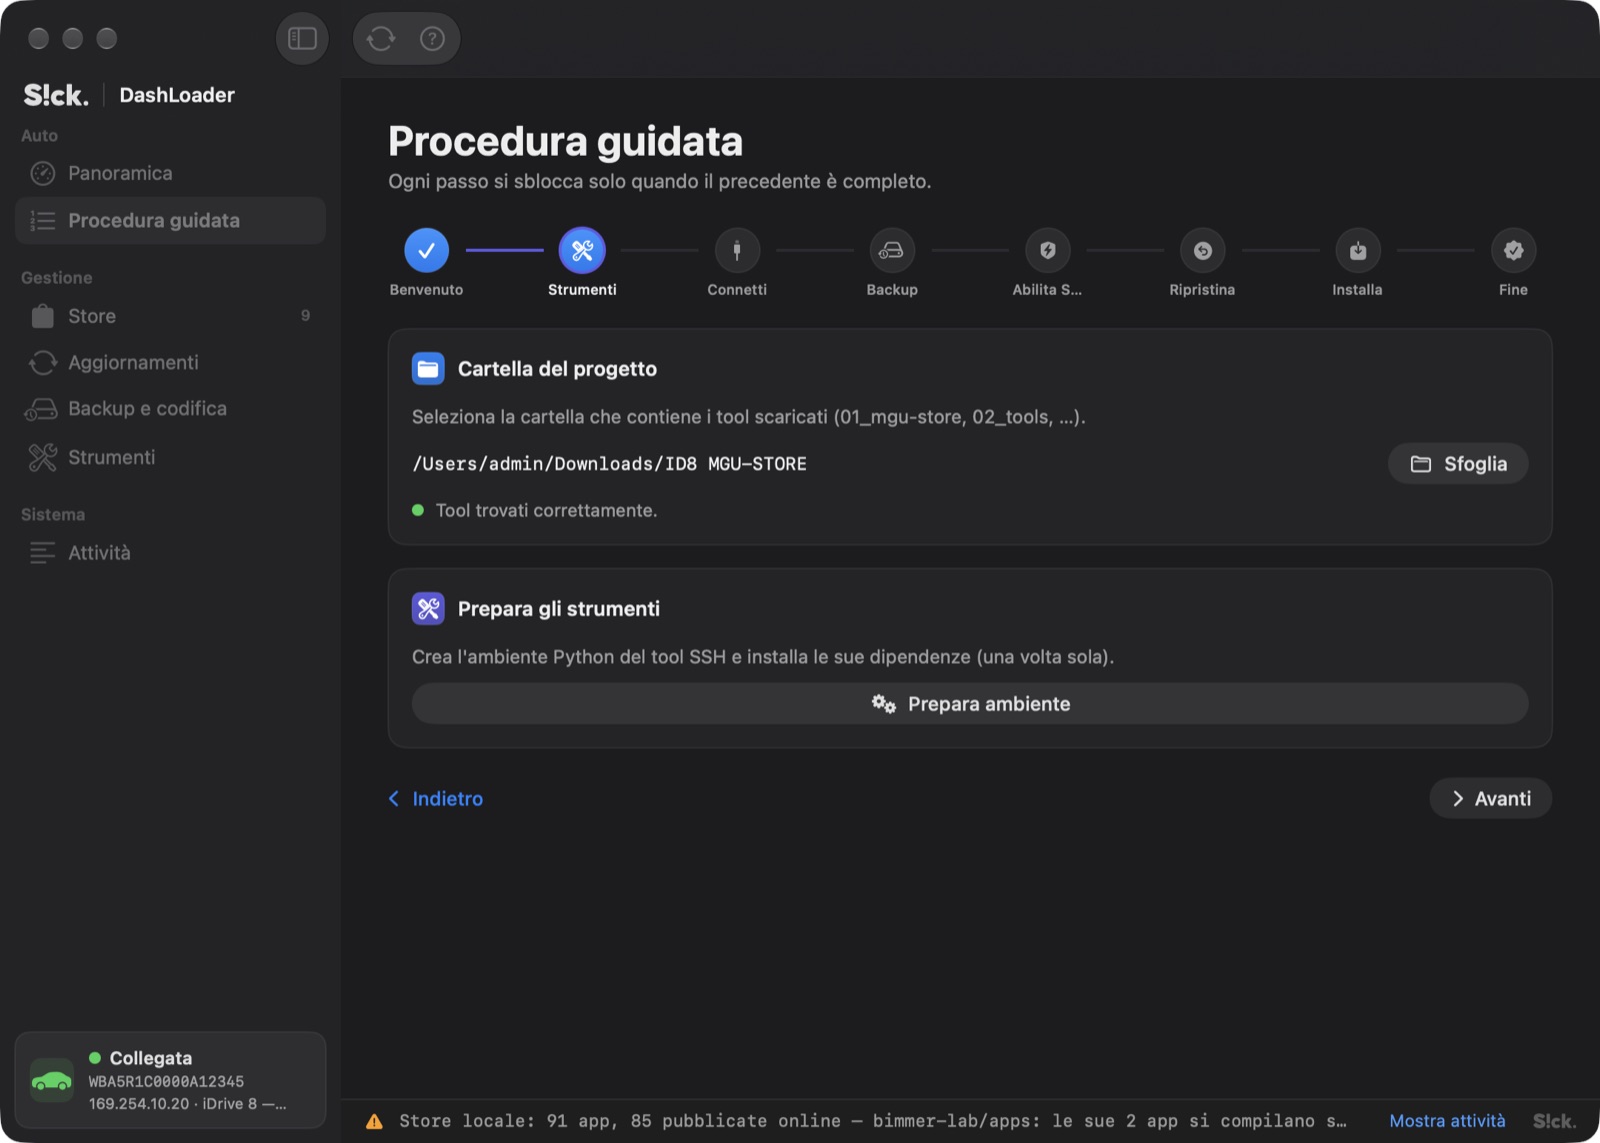 S!ck. DashLoader
Auto
Panoramica
Procedura guidata
Gestione
Store 9
Aggiornamenti
Backup e codifica
Strumenti
Sistema
Attività
Collegata
WBA5R1C0000A12345
169.254.10.20 · iDrive 8 —...
Procedura guidata
Ogni passo si sblocca solo quando il precedente è completo.
Benvenuto Strumenti Connetti Backup Abilita S... Ripristina Installa Fine
Cartella del progetto
Seleziona la cartella che contiene i tool scaricati (01_mgu-store, 02_tools, ...).
/Users/admin/Downloads/ID8 MGU-STORE
Sfoglia
Tool trovati correttamente.
Prepara gli strumenti
Crea l'ambiente Python del tool SSH e installa le sue dipendenze (una volta sola).
Prepara ambiente
Indietro
Avanti
Store locale: 91 app, 85 pubblicate online — bimmer-lab/apps: le sue 2 app si compilano s… Mostra attività S!ck.